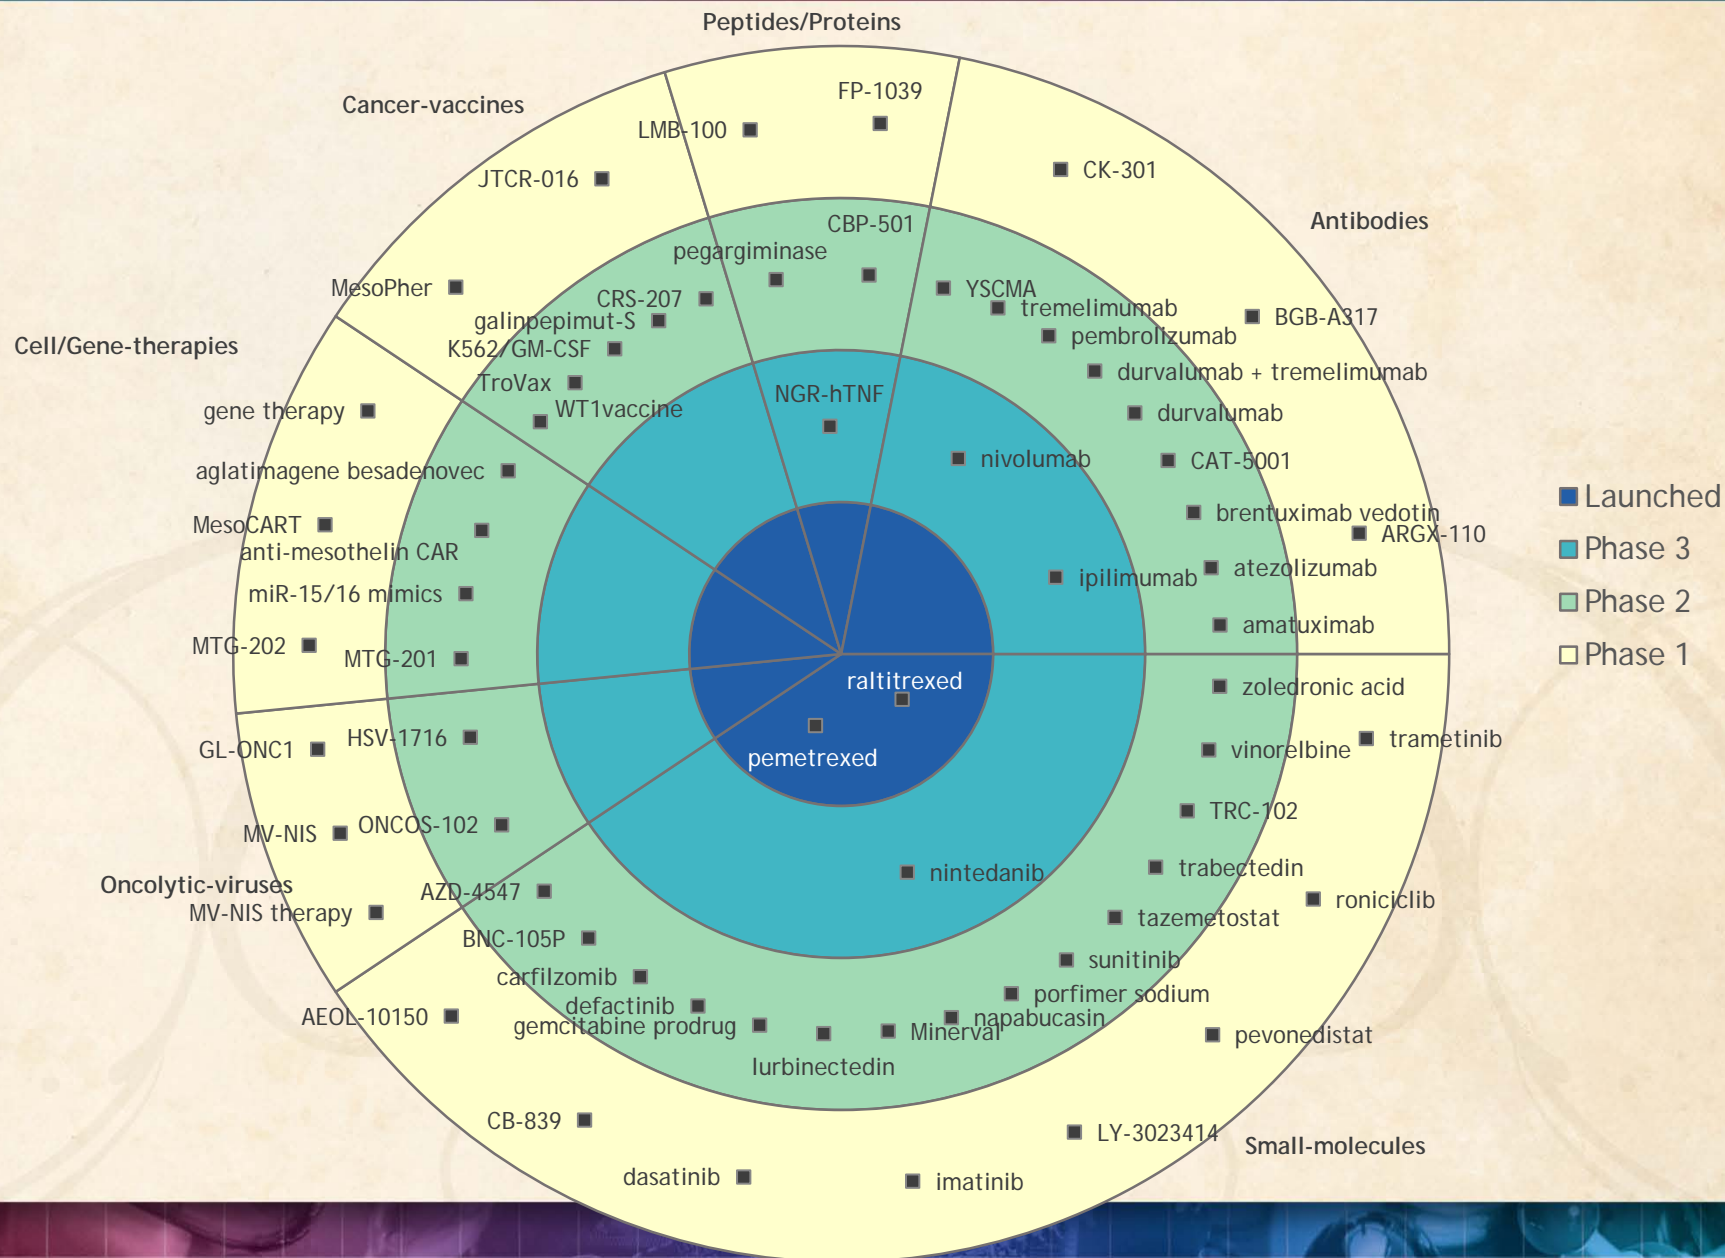 Peptides/Proteins
FP-1039
Cancer-vaccines
LMB-100
CK-301
JTCR-016
Antibodies
CBP-501
pegargiminase
MesoPher
CRS-207
YSCMA
tremelimumab
BGB-A317
galinpepimut-S
pembrolizumab
Cell/Gene-therapies
K562/GM-CSF
durvalumab + tremelimumab
TroVax
NGR-hTNF
gene therapy
WT1vaccine
durvalumab
aglatimagene besadenovec
nivolumab
CAT-5001
Launched
MesoCART
brentuximab vedotin
ARGX-110
anti-mesothelin CAR
Phase 3
ipilimumab
atezolizumab
miR-15/16 mimics
Phase 2
amatuximab
MTG-202
MTG-201
Phase 1
raltitrexed
zoledronic acid
HSV-1716
GL-ONC1
vinorelbine
trametinib
pemetrexed
TRC-102
MV-NIS
ONCOS-102
nintedanib
trabectedin
Oncolytic-viruses
AZD-4547
roniciclib
MV-NIS therapy
tazemetostat
BNC-105P
sunitinib
carfilzomib
porfimer sodium
defactinib
AEOL-10150
napabucasin
gemcitabine prodrug
Minerval
pevonedistat
lurbinectedin
CB-839
LY-3023414
Small-molecules
dasatinib
imatinib